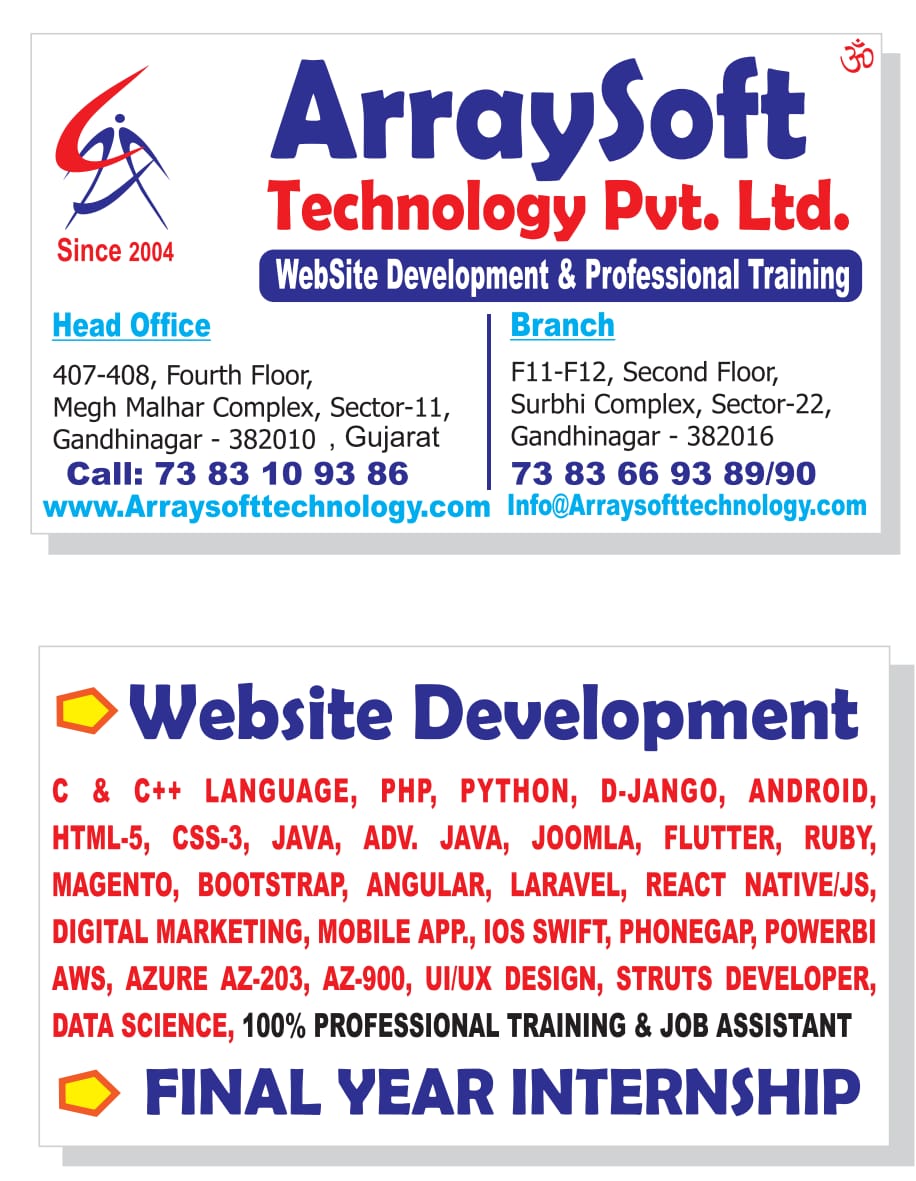 ॐ
ArraySoft
Technology Pvt. Ltd.
Since 2004
WebSite Development & Professional Training
Head Office
407-408, Fourth Floor,
Megh Malhar Complex, Sector-11,
Gandhinagar - 382010 , Gujarat
Call: 73 83 10 93 86
www.Arraysofttechnology.com
Branch
F11-F12, Second Floor,
Surbhi Complex, Sector-22,
Gandhinagar - 382016
73 83 66 93 89/90
Info@Arraysofttechnology.com
Website Development
C & C++ LANGUAGE, PHP, PYTHON, D-JANGO, ANDROID,
HTML-5, CSS-3, JAVA, ADV. JAVA, JOOMLA, FLUTTER, RUBY,
MAGENTO, BOOTSTRAP, ANGULAR, LARAVEL, REACT NATIVE/JS,
DIGITAL MARKETING, MOBILE APP., IOS SWIFT, PHONEGAP, POWERBI
AWS, AZURE AZ-203, AZ-900, UI/UX DESIGN, STRUTS DEVELOPER,
DATA SCIENCE, 100% PROFESSIONAL TRAINING & JOB ASSISTANT
FINAL YEAR INTERNSHIP